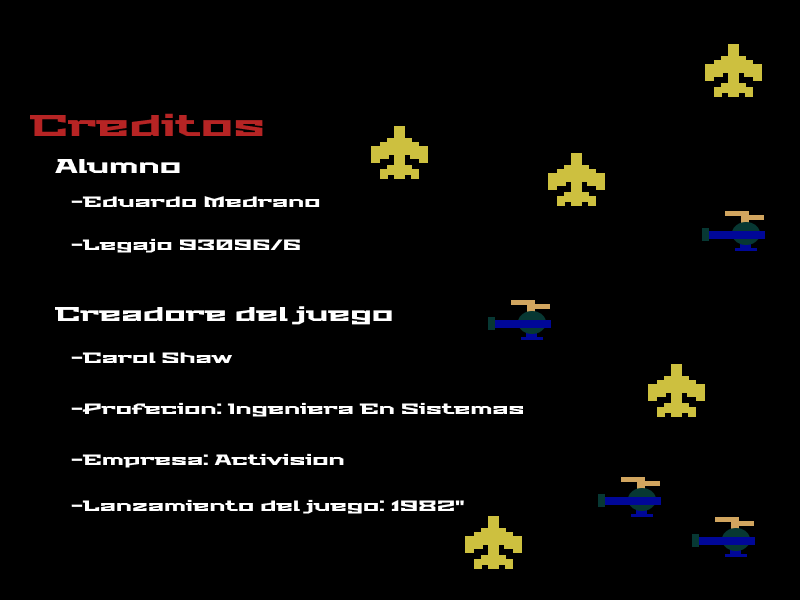 Creditos
Alumno
-Eduardo Medrano
-Legajo 93096/6
Creadore del juego
-Carol Shaw
-Profecion: Ingeniera En Sistemas
-Empresa: Activision
-Lanzamiento del juego: 1982"